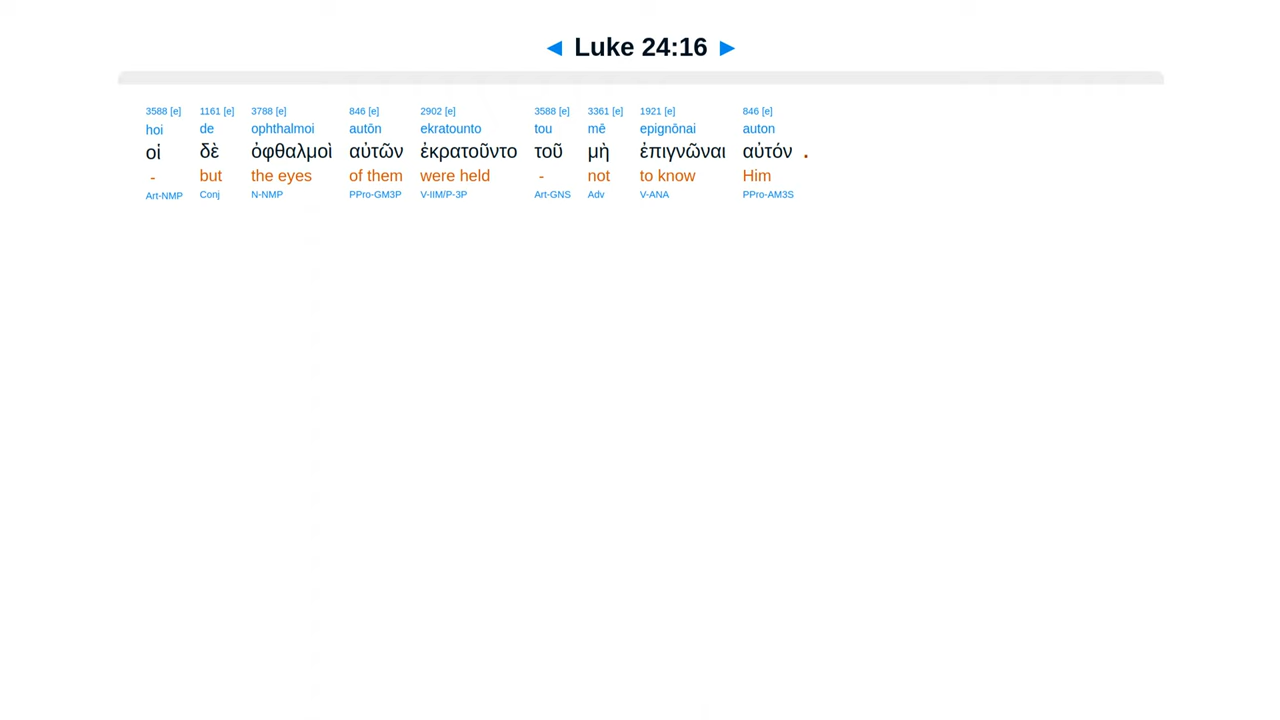 ◄ Luke 24:16 ►
3588 [e] 1161 [e] 3788 [e] 846 [e] 2902 [e] 3588 [e] 3361 [e] 1921 [e] 846 [e]
hoi de ophthalmoi autōn ekratounto tou mē epignōnai auton
οἱ δὲ ὀφθαλμοὶ αὐτῶν ἐκρατοῦντο τοῦ μὴ ἐπιγνῶναι αὐτόν .
- but the eyes of them were held - not to know Him
Art-NMP Conj N-NMP PPro-GM3P V-IIM/P-3P Art-GNS Adv V-ANA PPro-AM3S